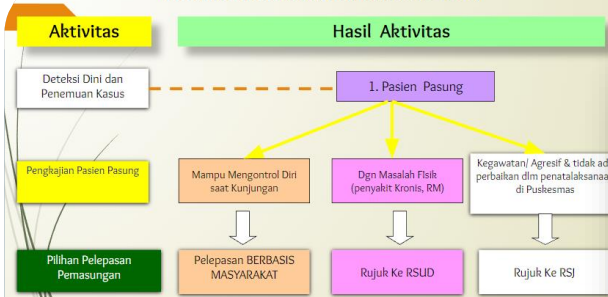 Aktivitas
Hasil Aktivitas
Deteksi Dini dan
Penemuan Kasus
1. Pasien Pasung
Pengkajian Pasien Pasung
Mampu Mengontrol Diri
saat Kunjungan
Dgn Masalah Fisik
(penyakit Kronis, RM)
Kegawatan/ Agresif & tidak
perbaikan dlm
di Puskesmas
Pilihan Pelepasan
Pemasungan
Pelepasan BERBASIS
MASYARAKAT
Rujuk Ke RSUD
Rujuk Ke RSJ